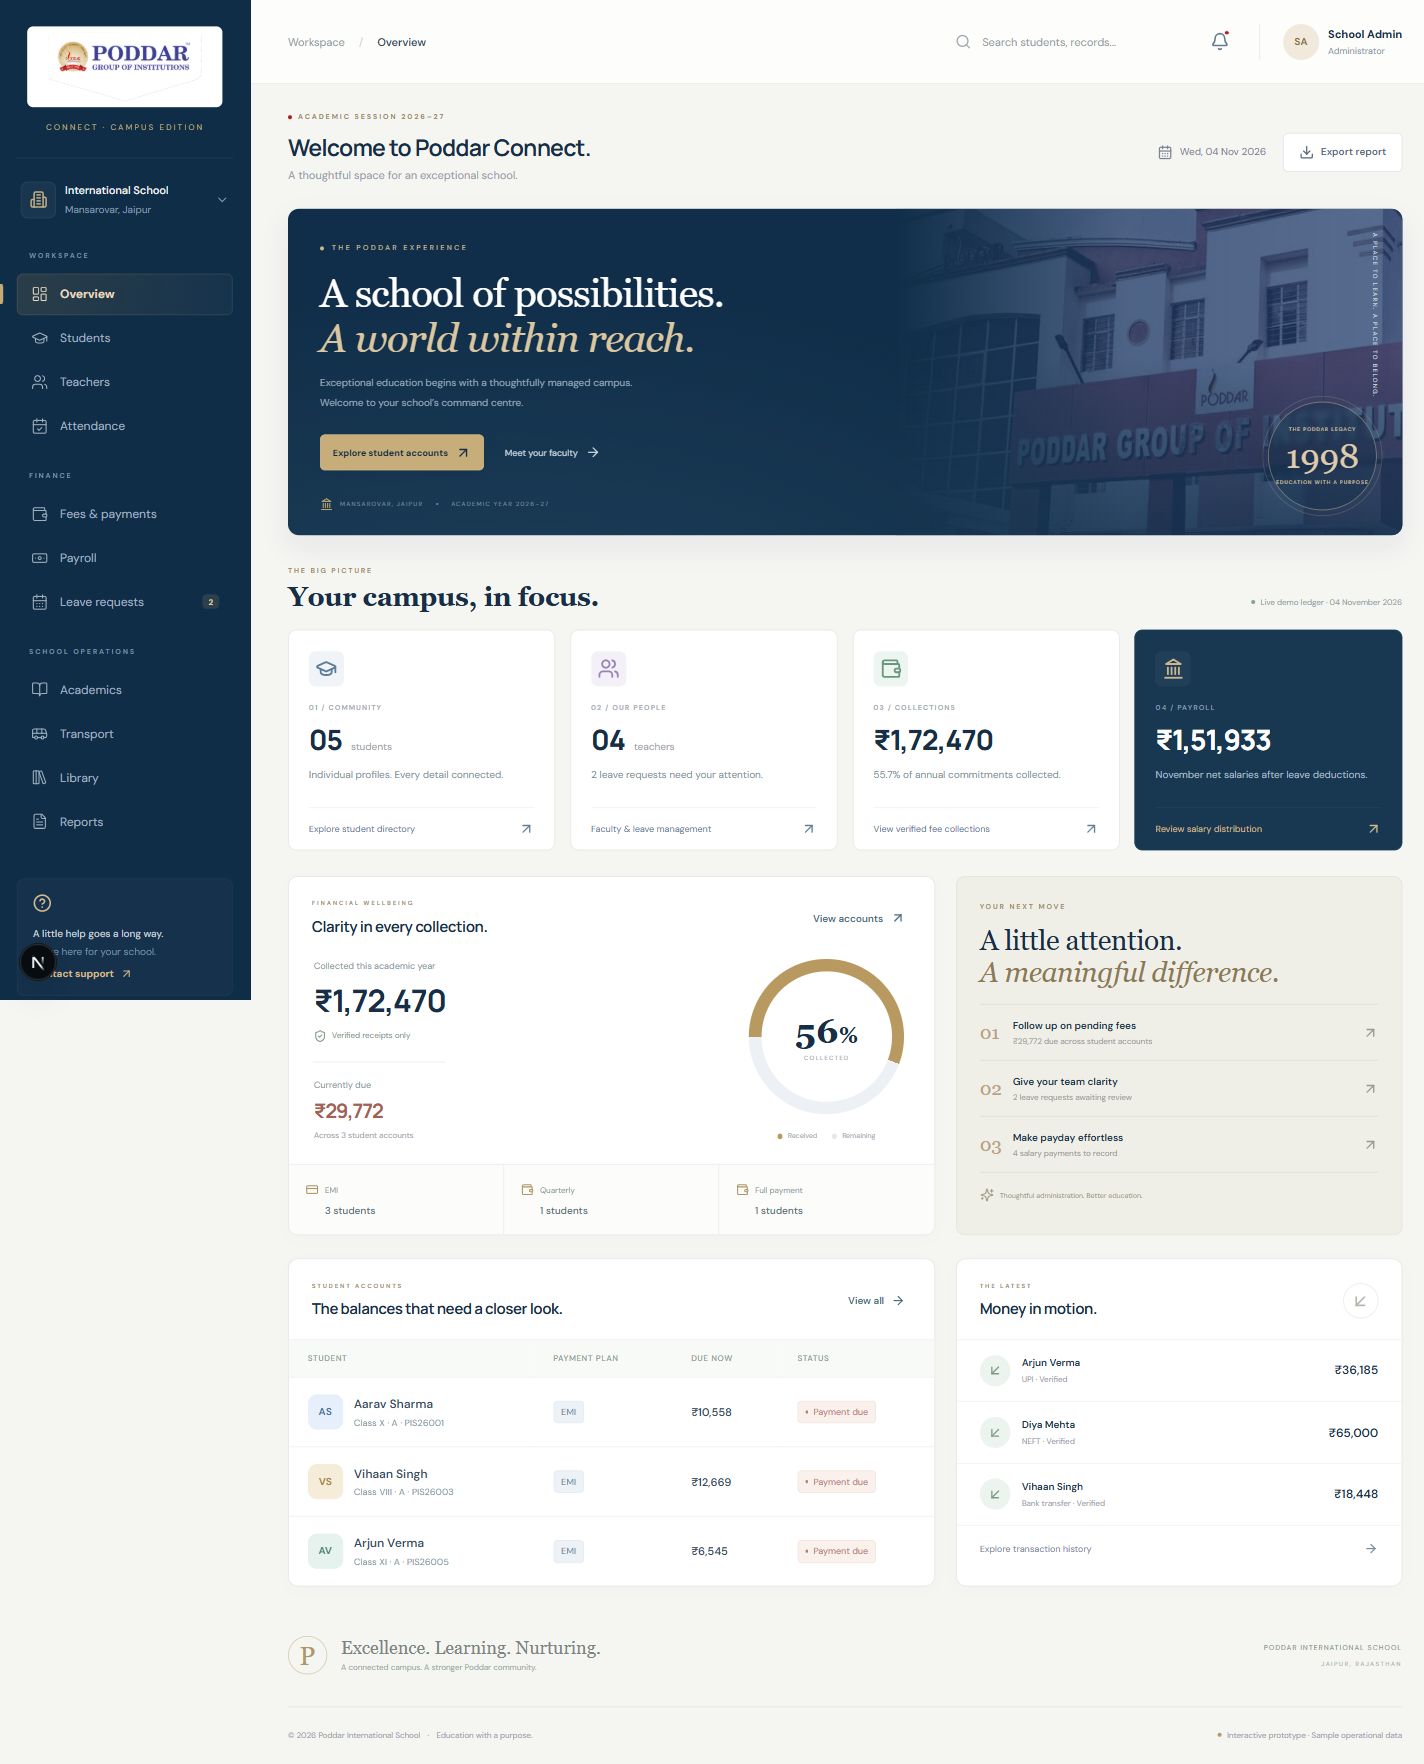 PODDAR
GROUP OF INSTITUTIONS
CONNECT · CAMPUS EDITION
International School
Mansarovar, Jaipur
WORKSPACE
Overview
Students
Teachers
Attendance
FINANCE
Fees & payments
Payroll
Leave requests 2
SCHOOL OPERATIONS
Academics
Transport
Library
Reports
A little help goes a long way.
e here for your school.
N
tact support
Workspace / Overview
Search students, records...
SA
School Admin
Administrator
ACADEMIC SESSION 2026–27
Welcome to Poddar Connect.
A thoughtful space for an exceptional school.
Wed, 04 Nov 2026
Export report
THE PODDAR EXPERIENCE
A school of possibilities.
A world within reach.
Exceptional education begins with a thoughtfully managed campus.
Welcome to your school's command centre.
Explore student accounts
Meet your faculty
MANSAROVAR, JAIPUR • ACADEMIC YEAR 2026–27
A PLACE TO LEARN. A PLACE TO BELONG.
PODDAR
PODDAR GROUP OF
THE PODDAR LEGACY
1998
EDUCATION WITH A PURPOSE
THE BIG PICTURE
Your campus, in focus.
Live demo ledger · 04 November 2026
01 / COMMUNITY
05 students
Individual profiles. Every detail connected.
Explore student directory
02 / OUR PEOPLE
04 teachers
2 leave requests need your attention.
Faculty & leave management
03 / COLLECTIONS
₹1,72,470
55.7% of annual commitments collected.
View verified fee collections
04 / PAYROLL
₹1,51,933
November net salaries after leave deductions.
Review salary distribution
FINANCIAL WELLBEING
Clarity in every collection.
View accounts
Collected this academic year
₹1,72,470
Verified receipts only
Currently due
₹29,772
Across 3 student accounts
56%
COLLECTED
Received Remaining
EMI
3 students
Quarterly
1 students
Full payment
1 students
YOUR NEXT MOVE
A little attention.
A meaningful difference.
01 Follow up on pending fees
₹29,772 due across student accounts
02 Give your team clarity
2 leave requests awaiting review
03 Make payday effortless
4 salary payments to record
Thoughtful administration. Better education.
STUDENT ACCOUNTS
The balances that need a closer look.
View all
STUDENT PAYMENT PLAN DUE NOW STATUS
AS Aarav Sharma EMI ₹10,558 Payment due
Class X · A · PIS26001
VS Vihaan Singh EMI ₹12,669 Payment due
Class VIII · A · PIS26003
AV Arjun Verma EMI ₹6,545 Payment due
Class XI · A · PIS26005
THE LATEST
Money in motion.
Arjun Verma ₹36,185
UPI · Verified
Diya Mehta ₹65,000
NEFT · Verified
Vihaan Singh ₹18,448
Bank transfer · Verified
Explore transaction history
P
Excellence. Learning. Nurturing.
A connected campus. A stronger Poddar community.
PODDAR INTERNATIONAL SCHOOL
JAIPUR, RAJASTHAN
© 2026 Poddar International School · Education with a purpose.
Interactive prototype · Sample operational data